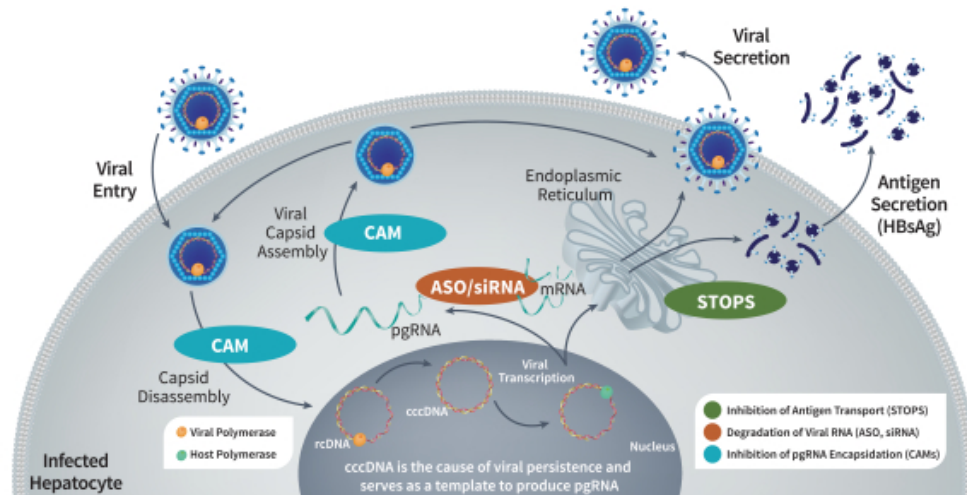 Viral
Secretion
Viral
Entry
Endoplasmic
Reticulum
Antigen
Secretion
(HBsAg)
Viral
Capsid
Assembly
CAM
ASO/siRNA
mRNA
STOPS
pgRNA
CAM
Capsid
Disassembly
Viral
Transcription
cccDNA
rcDNA
Nucleus
cccDNA is the cause of viral persistence and
serves as a template to produce pgRNA
Viral Polymerase
Host Polymerase
Infected
Hepatocyte
Inhibition of Antigen Transport (STOPS)
Degradation of Viral RNA (ASO, siRNA)
Inhibition of pgRNA Encapsidation (CAMs)